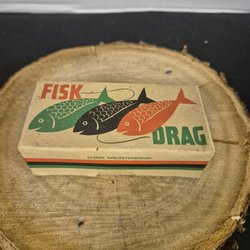 FISK
DRAG
SVENSK KVALITETSPRODUKT